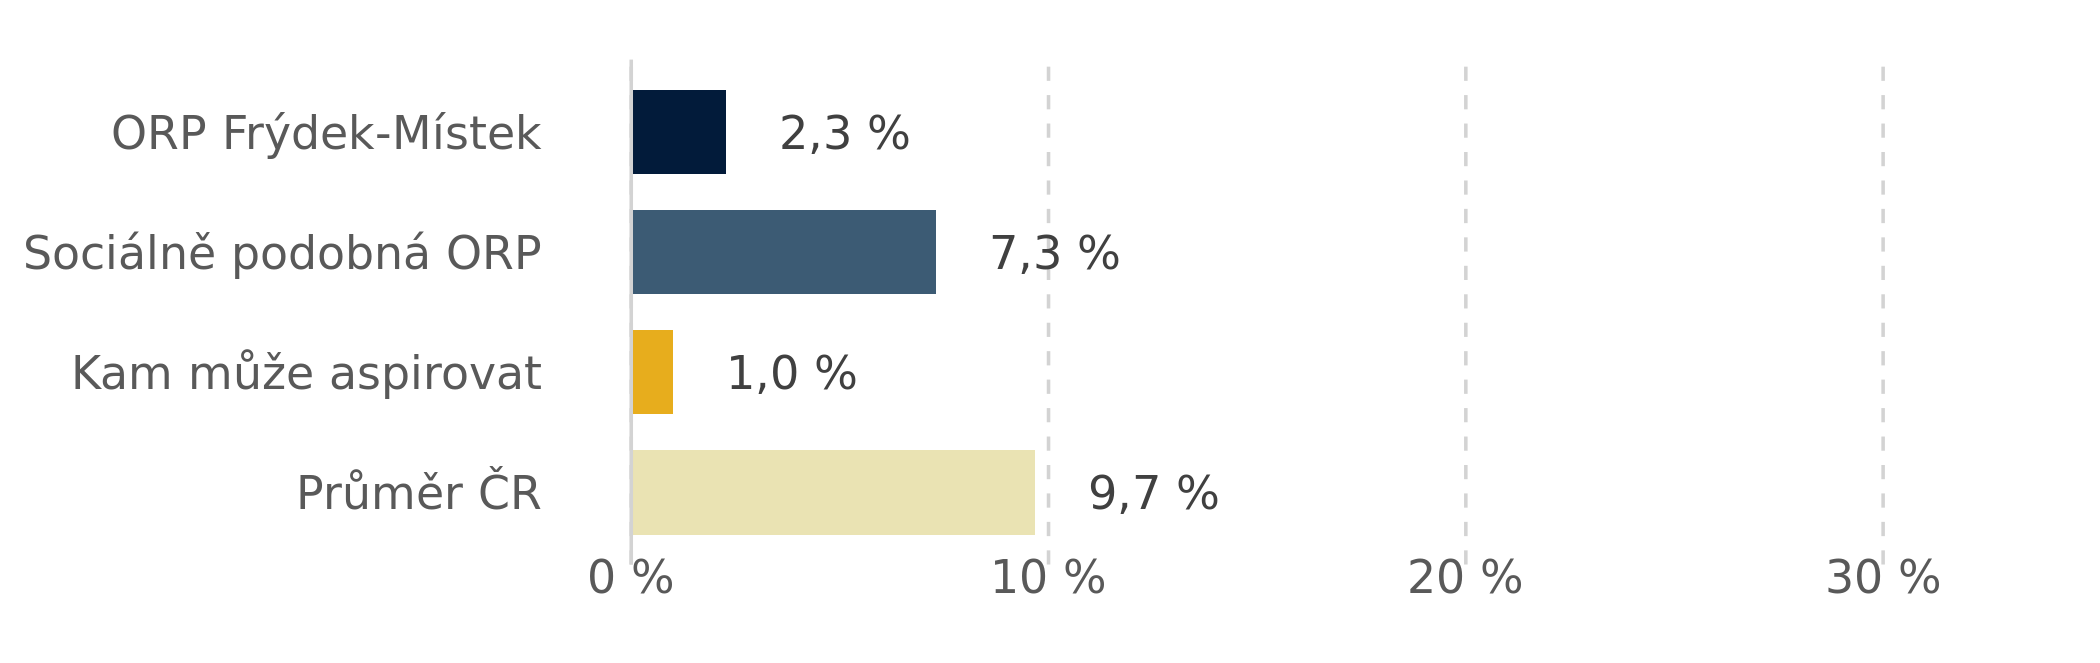 ORP Frýdek-Místek 2,3 %
Sociálně podobná ORP 7,3 %
Kam může aspirovat 1,0 %
Průměr ČR 9,7 %
0 % 10 % 20 % 30 %